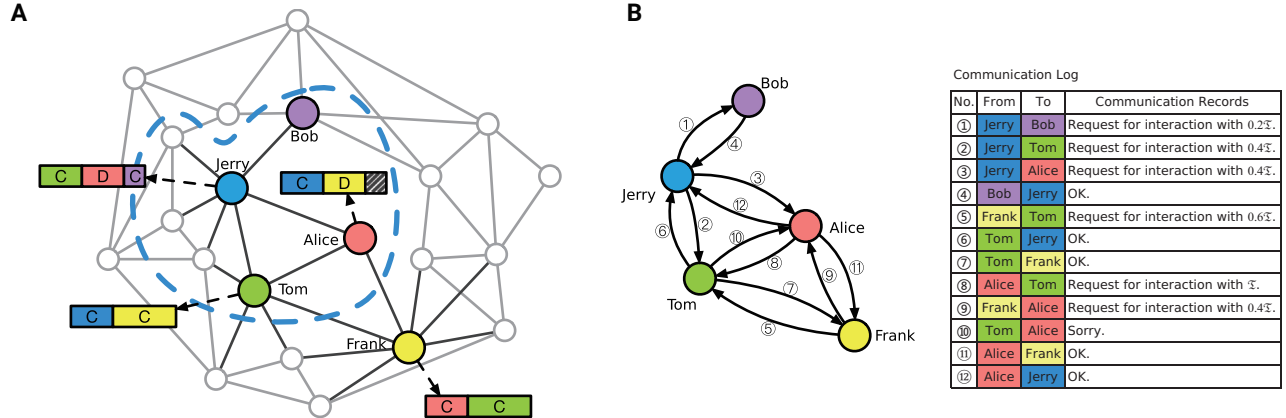 A
Bob
Jerry
C D C
C D
Alice
Tom
C C
Frank
C C
B
Bob
①
④
Jerry
③
⑫
Alice
②
⑥
⑩
⑧
⑪
⑨
Tom
⑦
⑤
Frank
Communication Log
No. From To Communication Records
① Jerry Bob Request for interaction with 0.2𝔗.
② Jerry Tom Request for interaction with 0.4𝔗.
③ Jerry Alice Request for interaction with 0.4𝔗.
④ Bob Jerry OK.
⑤ Frank Tom Request for interaction with 0.6𝔗.
⑥ Tom Jerry OK.
⑦ Tom Frank OK.
⑧ Alice Tom Request for interaction with 𝔗.
⑨ Frank Alice Request for interaction with 0.4𝔗.
⑩ Tom Alice Sorry.
⑪ Alice Frank OK.
⑫ Alice Jerry OK.